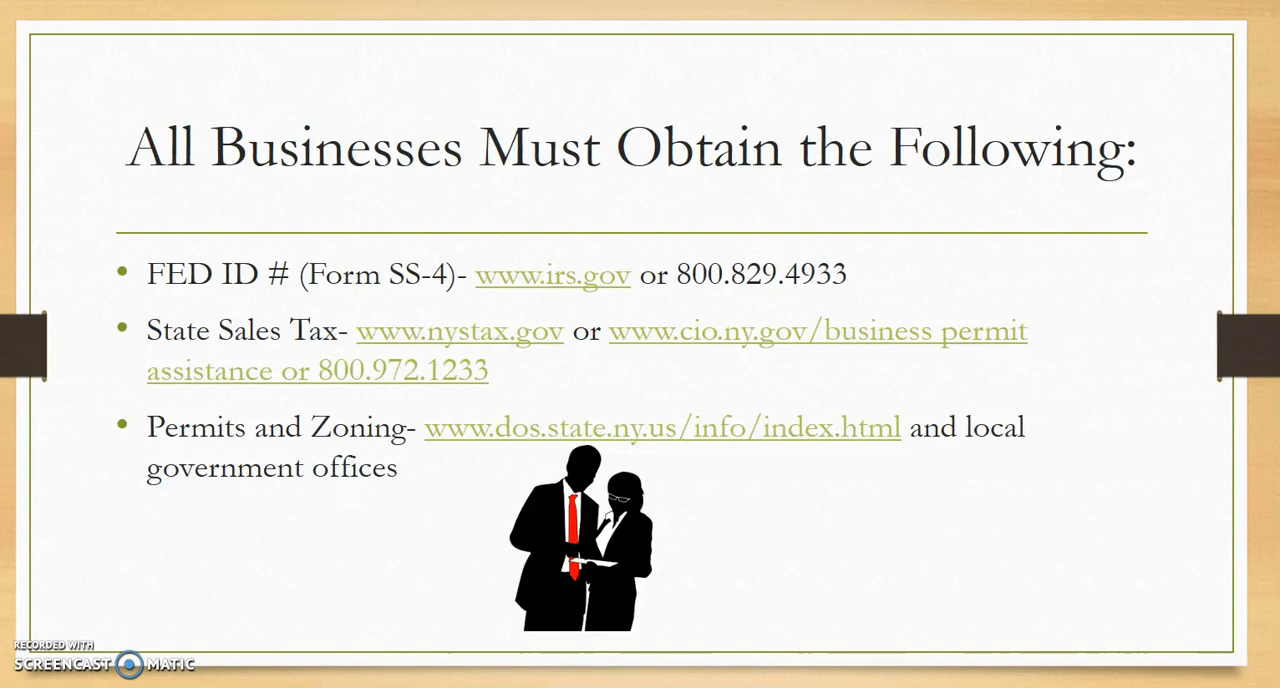 All Businesses Must Obtain the Following:
• FED ID # (Form SS-4)- www.irs.gov or 800.829.4933
• State Sales Tax- www.nystax.gov or www.cio.ny.gov/business permit
assistance or 800.972.1233
• Permits and Zoning- www.dos.state.ny.us/info/index.html and local
government offices
RECORDED WITH
SCREENCAST MATIC